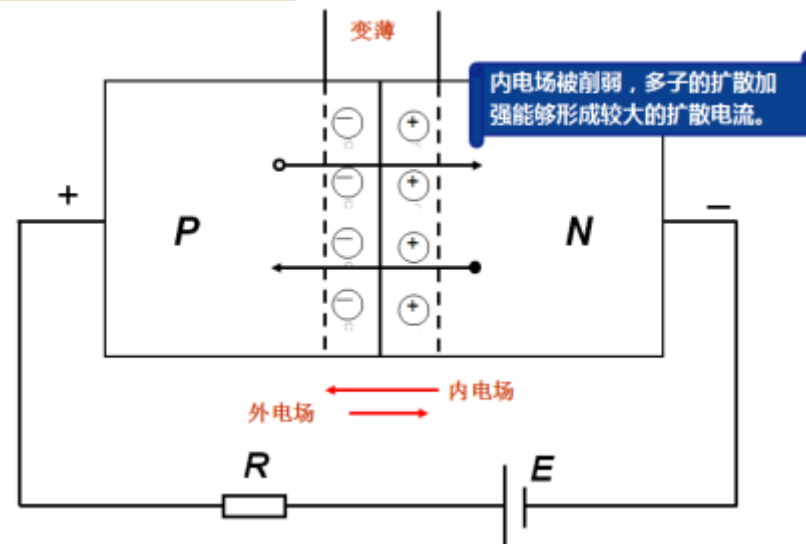 变薄
内电场被削弱，多子的扩散加
强能够形成较大的扩散电流。
− +
− +
− +
− +
+
−
P
N
内电场
外电场
R
E